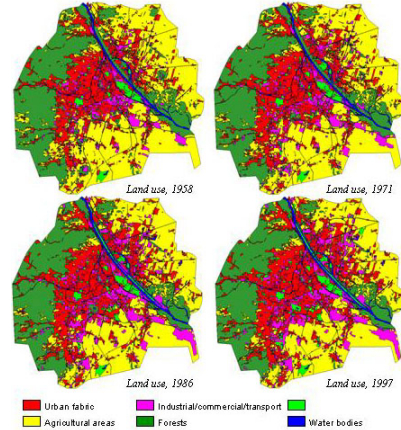 Land use, 1958
Land use, 1971
Land use, 1986
Land use, 1997
Urban fabric
Industrial/commercial/transport
Agricultural areas
Forests
Water bodies